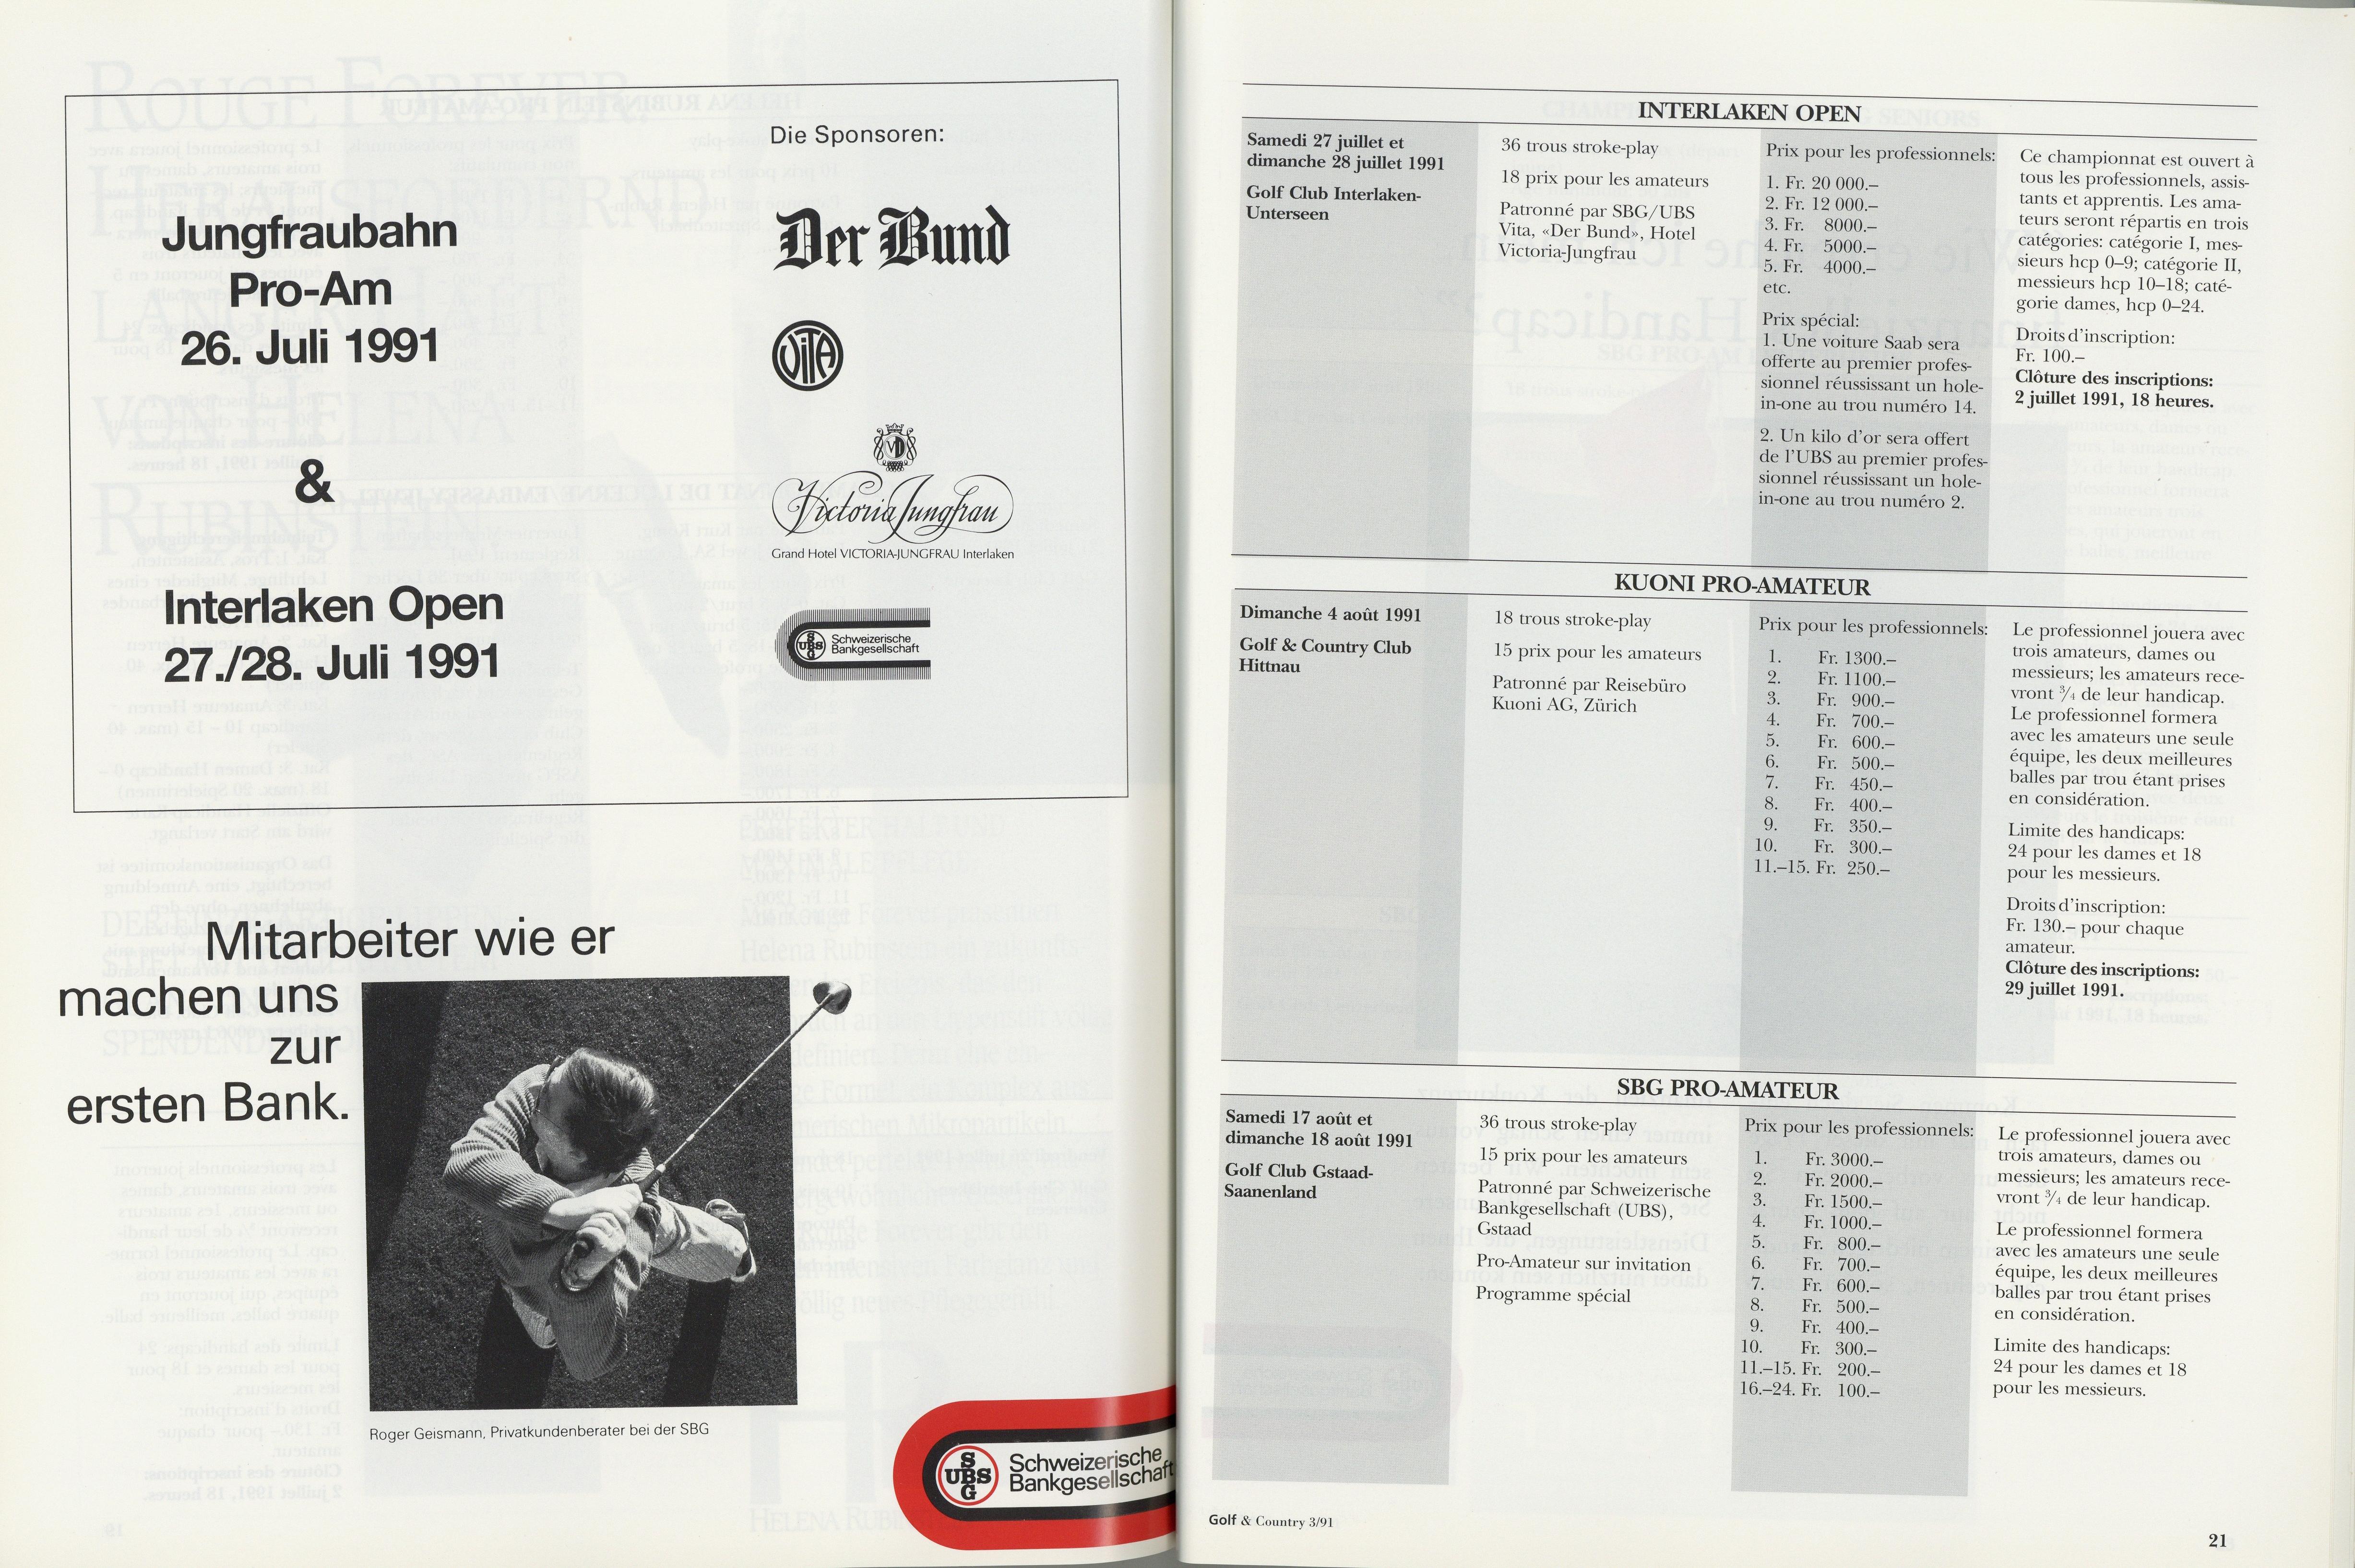 Jungfraubahn
Pro-Am
26. Juli 1991
&
Interlaken Open
27./28. Juli 1991
Die Sponsoren:
Der Bund
VITA
VD
Victoria Jungfrau
Grand Hotel VICTORIA-JUNGFRAU Interlaken
SBG
UBS
Schweizerische
Bankgesellschaft
Mitarbeiter wie er
machen uns
zur
ersten Bank.
Roger Geismann, Privatkundenberater bei der SBG
SBG
UBS
Schweizerische
Bankgesellschaft
INTERLAKEN OPEN
Samedi 27 juillet et
dimanche 28 juillet 1991
Golf Club Interlaken-
Unterseen
36 trous stroke-play
18 prix pour les amateurs
Patronné par SBG/UBS
Vita, «Der Bund», Hotel
Victoria-Jungfrau
Prix pour les professionnels:
1. Fr. 20 000.–
2. Fr. 12 000.–
3. Fr. 8000.–
4. Fr. 5000.–
5. Fr. 4000.–
etc.
Prix spécial:
1. Une voiture Saab sera
offerte au premier profes-
sionnel réussissant un hole-
in-one au trou numéro 14.
2. Un kilo d'or sera offert
de l'UBS au premier profes-
sionnel réussissant un hole-
in-one au trou numéro 2.
Ce championnat est ouvert à
tous les professionnels, assis-
tants et apprentis. Les ama-
teurs seront répartis en trois
catégories: catégorie I, mes-
sieurs hcp 0–9; catégorie II,
messieurs hcp 10–18; caté-
gorie dames, hcp 0–24.
Droits d'inscription:
Fr. 100.–
Clôture des inscriptions:
2 juillet 1991, 18 heures.
KUONI PRO-AMATEUR
Dimanche 4 août 1991
Golf & Country Club
Hittnau
18 trous stroke-play
15 prix pour les amateurs
Patronné par Reisebüro
Kuoni AG, Zürich
Prix pour les professionnels:
1. Fr. 1300.–
2. Fr. 1100.–
3. Fr. 900.–
4. Fr. 700.–
5. Fr. 600.–
6. Fr. 500.–
7. Fr. 450.–
8. Fr. 400.–
9. Fr. 350.–
10. Fr. 300.–
11.–15. Fr. 250.–
Le professionnel jouera avec
trois amateurs, dames ou
messieurs; les amateurs rece-
vront ¾ de leur handicap.
Le professionnel formera
avec les amateurs une seule
équipe, les deux meilleures
balles par trou étant prises
en considération.
Limite des handicaps:
24 pour les dames et 18
pour les messieurs.
Droits d'inscription:
Fr. 130.– pour chaque
amateur.
Clôture des inscriptions:
29 juillet 1991.
SBG PRO-AMATEUR
Samedi 17 août et
dimanche 18 août 1991
Golf Club Gstaad-
Saanenland
36 trous stroke-play
15 prix pour les amateurs
Patronné par Schweizerische
Bankgesellschaft (UBS),
Gstaad
Pro-Amateur sur invitation
Programme spécial
Prix pour les professionnels:
1. Fr. 3000.–
2. Fr. 2000.–
3. Fr. 1500.–
4. Fr. 1000.–
5. Fr. 800.–
6. Fr. 700.–
7. Fr. 600.–
8. Fr. 500.–
9. Fr. 400.–
10. Fr. 300.–
11.–15. Fr. 200.–
16.–24. Fr. 100.–
Le professionnel jouera avec
trois amateurs, dames ou
messieurs; les amateurs rece-
vront ¾ de leur handicap.
Le professionnel formera
avec les amateurs une seule
équipe, les deux meilleures
balles par trou étant prises
en considération.
Limite des handicaps:
24 pour les dames et 18
pour les messieurs.
Golf & Country 3/91
21